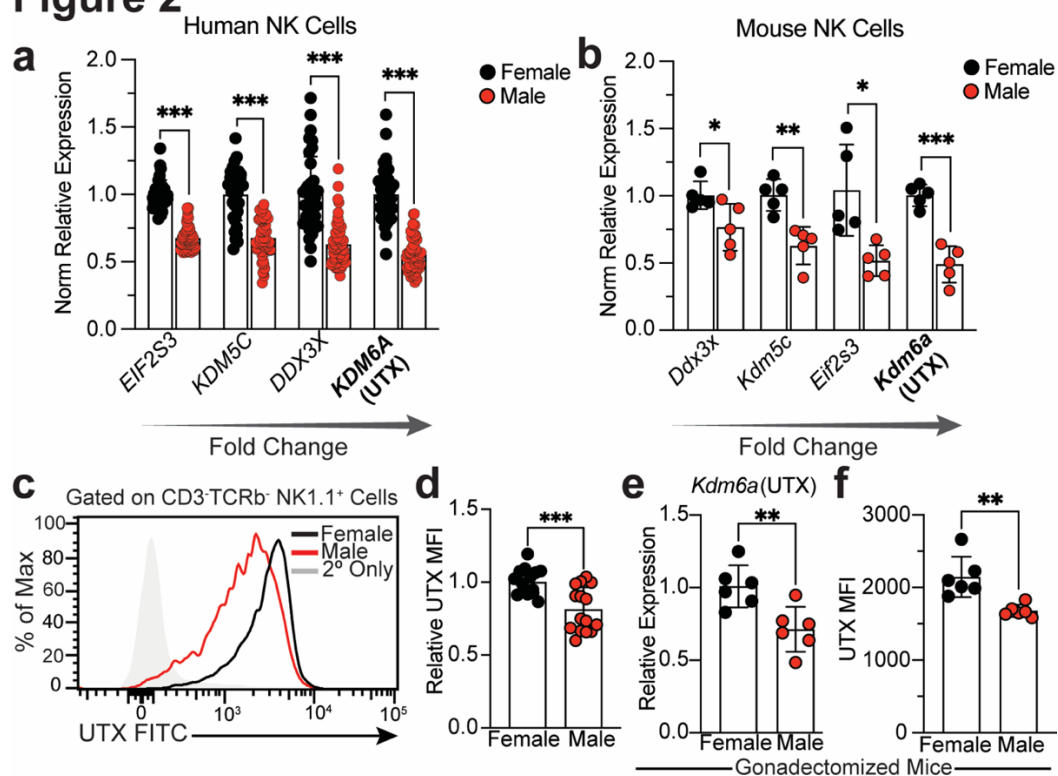 Figure 2
Human NK Cells
a
Norm Relative Expression
2.0
1.5
1.0
0.5
0.0
***
***
***
***
Female
Male
EIF2S3
KDM5C
DDX3X
KDM6A
(UTX)
Fold Change
Mouse NK Cells
b
Norm Relative Expression
2.0
1.5
1.0
0.5
0.0
*
**
*
***
Female
Male
Ddx3x
Kdm5c
Eif2s3
Kdm6a
(UTX)
Fold Change
c
Gated on CD3-TCRb- NK1.1+ Cells
% of Max
100
80
60
40
20
0
Female
Male
2º Only
0
10³
10⁴
10⁵
UTX FITC
d
Relative UTX MFI
1.5
1.0
0.5
0.0
***
Female Male
e
Kdm6a(UTX)
Relative Expression
1.5
1.0
0.5
0.0
**
Female Male
f
UTX MFI
3000
2000
1000
0
**
Female Male
Gonadectomized Mice